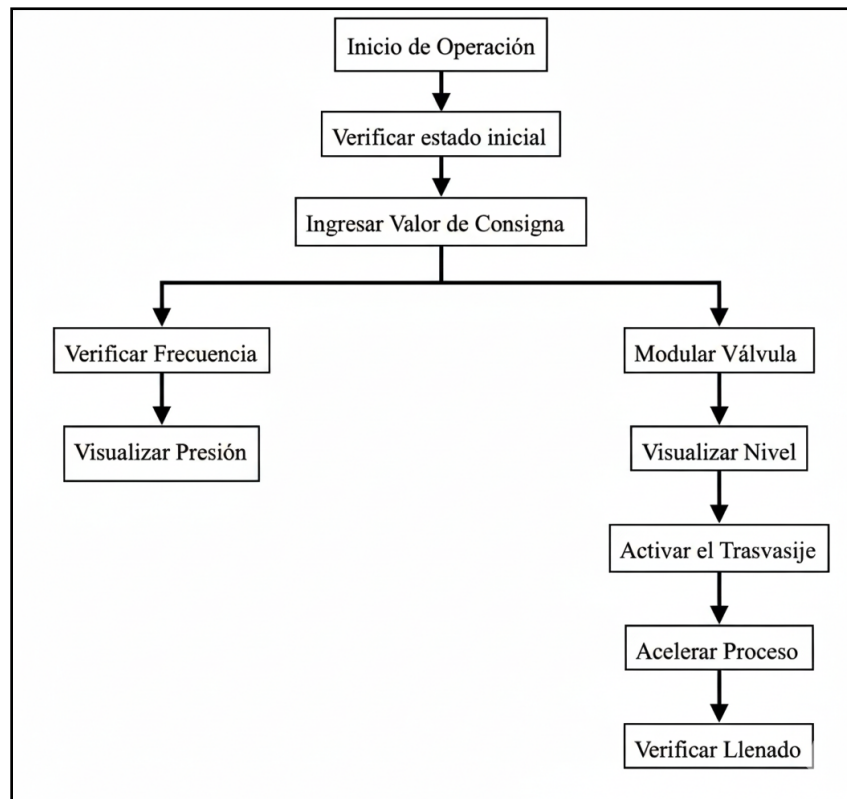 Inicio de Operación
Verificar estado inicial
Ingresar Valor de Consigna
Verificar Frecuencia
Visualizar Presión
Modular Válvula
Visualizar Nivel
Activar el Trasvasije
Acelerar Proceso
Verificar Llenado